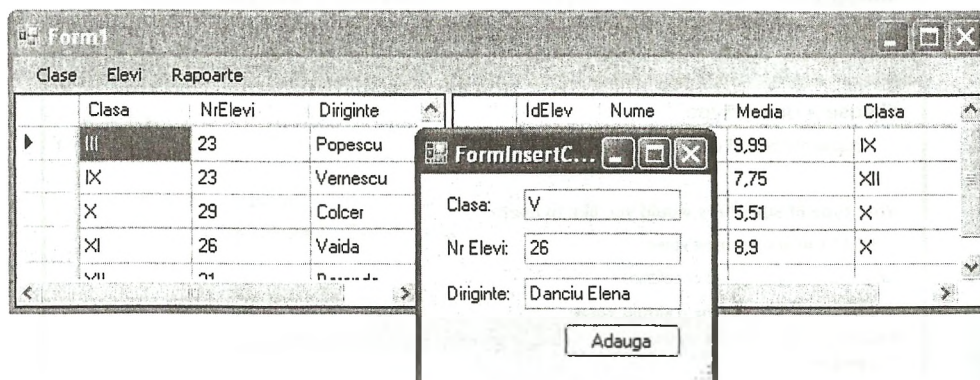 Form1
Clase Elevi Rapoarte
Clasa NrElevi Diriginte IdElev Nume Media Clasa
III 23 Popescu 9,99 IX
IX 23 Vernescu 7,75 XII
X 29 Colcer 5,51 X
XI 26 Vaida 8,9 X
XII 21
FormInsertC...
Clasa: V
Nr Elevi: 26
Diriginte: Danciu Elena
Adauga